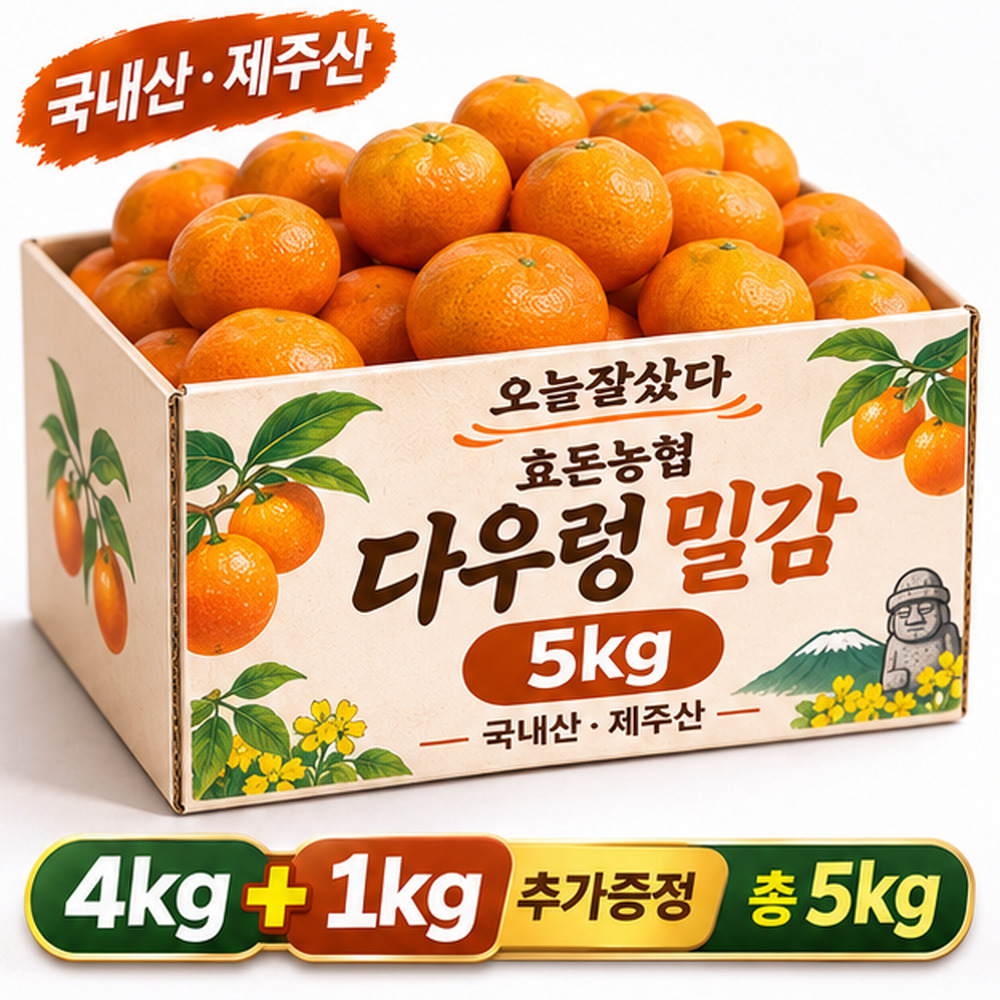 국내산·제주산
오늘잘샀다
효돈농협
다우렁 밀감
5kg
국내산·제주산
4kg + 1kg 추가증정 총 5kg